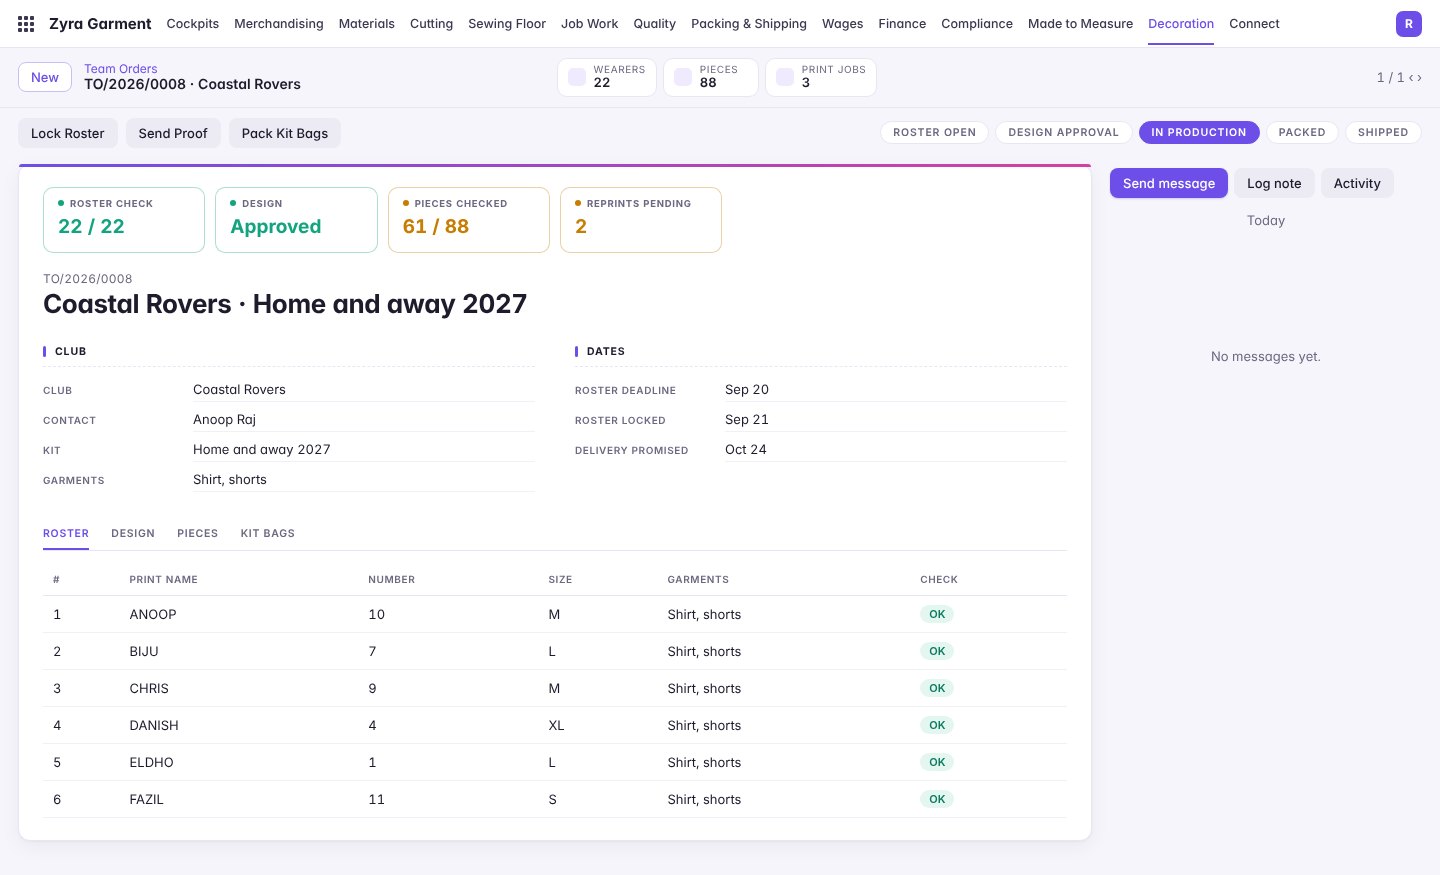 Zyra Garment Cockpits Merchandising Materials Cutting Sewing Floor Job Work Quality Packing & Shipping Wages Finance Compliance Made to Measure Decoration Connect R
New
Team Orders
TO/2026/0008 · Coastal Rovers
WEARERS
22
PIECES
88
PRINT JOBS
3
1 / 1 ‹ ›
Lock Roster Send Proof Pack Kit Bags
ROSTER OPEN DESIGN APPROVAL IN PRODUCTION PACKED SHIPPED
ROSTER CHECK
22 / 22
DESIGN
Approved
PIECES CHECKED
61 / 88
REPRINTS PENDING
2
TO/2026/0008
Coastal Rovers · Home and away 2027
CLUB
CLUB Coastal Rovers
CONTACT Anoop Raj
KIT Home and away 2027
GARMENTS Shirt, shorts
DATES
ROSTER DEADLINE Sep 20
ROSTER LOCKED Sep 21
DELIVERY PROMISED Oct 24
ROSTER DESIGN PIECES KIT BAGS
# PRINT NAME NUMBER SIZE GARMENTS CHECK
1 ANOOP 10 M Shirt, shorts OK
2 BIJU 7 L Shirt, shorts OK
3 CHRIS 9 M Shirt, shorts OK
4 DANISH 4 XL Shirt, shorts OK
5 ELDHO 1 L Shirt, shorts OK
6 FAZIL 11 S Shirt, shorts OK
Send message Log note Activity
Today
No messages yet.